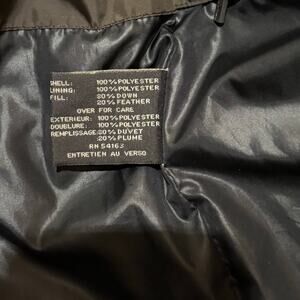 SHELL: 100% POLYESTER
LINING: 100% POLYESTER
FILL: 80% DOWN
20% FEATHER
OVER FOR CARE
EXTERIEUR: 100% POLYESTER
DOUBLURE: 100% POLYESTER
REMPLISSAGE: 80% DUVET
20% PLUME
RN 54163
ENTRETIEN AU VERSO